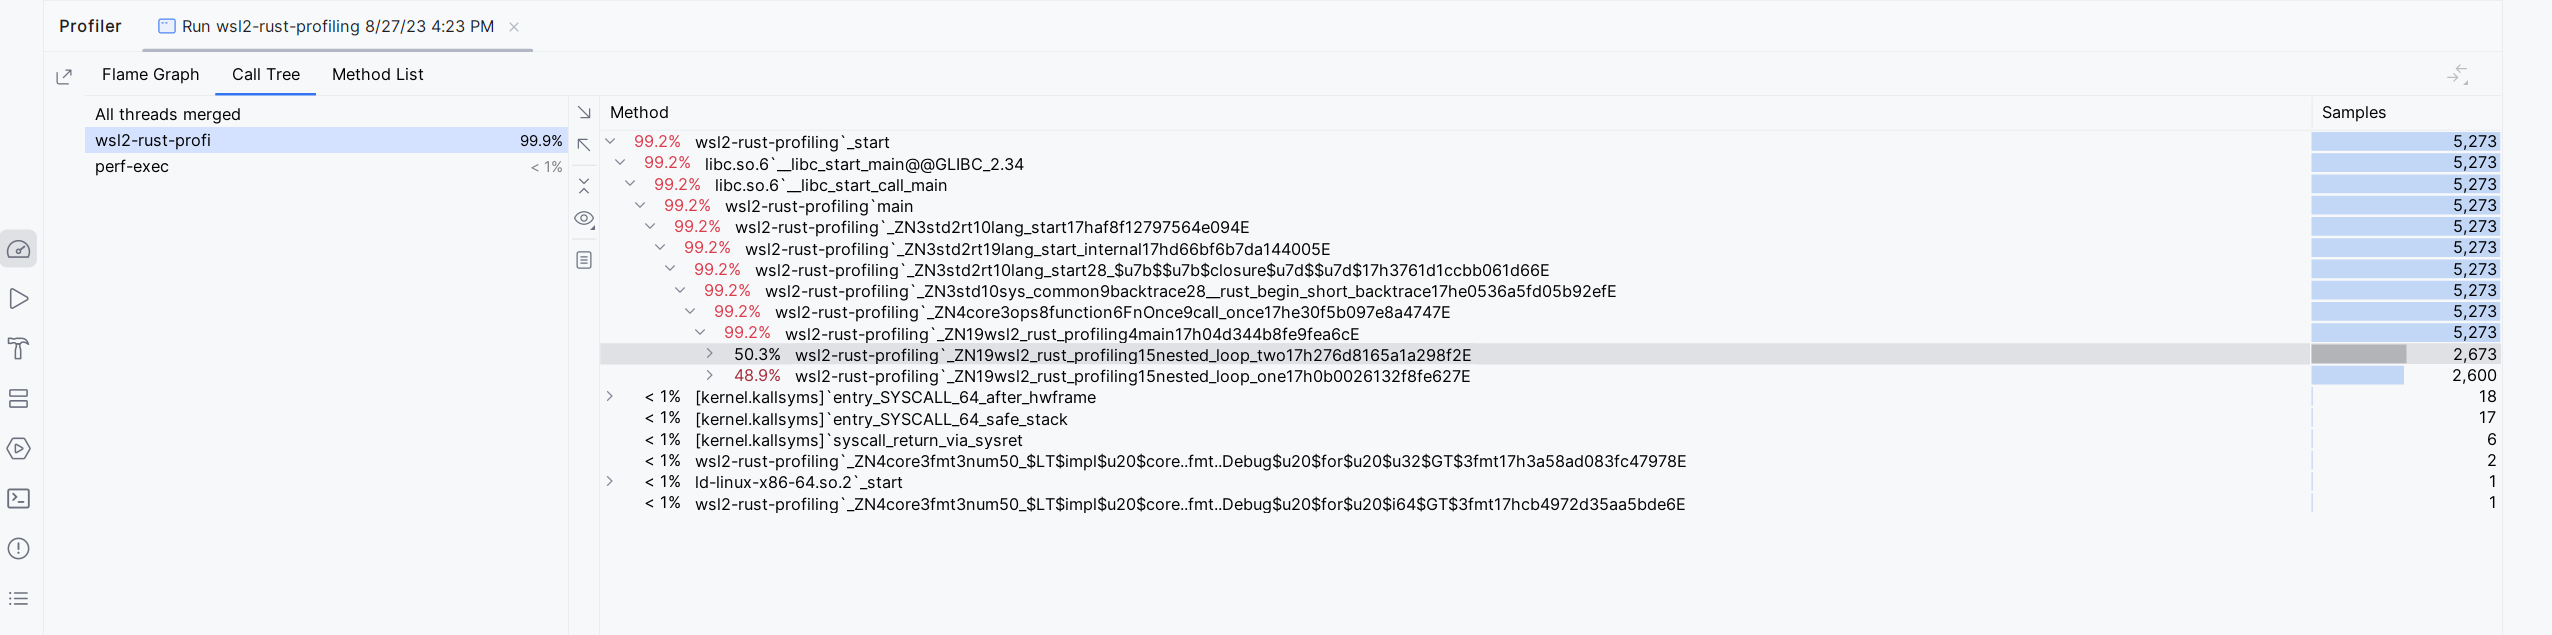 Profiler Run wsl2-rust-profiling 8/27/23 4:23 PM
Flame Graph Call Tree Method List
All threads merged
wsl2-rust-profi 99.9%
perf-exec < 1%
Method Samples
99.2% wsl2-rust-profiling`_start 5,273
99.2% libc.so.6`__libc_start_main@@GLIBC_2.34 5,273
99.2% libc.so.6`__libc_start_call_main 5,273
99.2% wsl2-rust-profiling`main 5,273
99.2% wsl2-rust-profiling`_ZN3std2rt10lang_start17haf8f12797564e094E 5,273
99.2% wsl2-rust-profiling`_ZN3std2rt19lang_start_internal17hd66bf6b7da144005E 5,273
99.2% wsl2-rust-profiling`_ZN3std2rt10lang_start28_$u7b$$u7b$closure$u7d$$u7d$17h3761d1ccbb061d66E 5,273
99.2% wsl2-rust-profiling`_ZN3std10sys_common9backtrace28__rust_begin_short_backtrace17he0536a5fd05b92efE 5,273
99.2% wsl2-rust-profiling`_ZN4core3ops8function6FnOnce9call_once17he30f5b097e8a4747E 5,273
99.2% wsl2-rust-profiling`_ZN19wsl2_rust_profiling4main17h04d344b8fe9fea6cE 5,273
50.3% wsl2-rust-profiling`_ZN19wsl2_rust_profiling15nested_loop_two17h276d8165a1a298f2E 2,673
48.9% wsl2-rust-profiling`_ZN19wsl2_rust_profiling15nested_loop_one17h0b0026132f8fe627E 2,600
< 1% [kernel.kallsyms]`entry_SYSCALL_64_after_hwframe 18
< 1% [kernel.kallsyms]`entry_SYSCALL_64_safe_stack 17
< 1% [kernel.kallsyms]`syscall_return_via_sysret 6
< 1% wsl2-rust-profiling`_ZN4core3fmt3num50_$LT$impl$u20$core..fmt..Debug$u20$for$u20$u32$GT$3fmt17h3a58ad083fc47978E 2
< 1% ld-linux-x86-64.so.2`_start 1
< 1% wsl2-rust-profiling`_ZN4core3fmt3num50_$LT$impl$u20$core..fmt..Debug$u20$for$u20$i64$GT$3fmt17hcb4972d35aa5bde6E 1